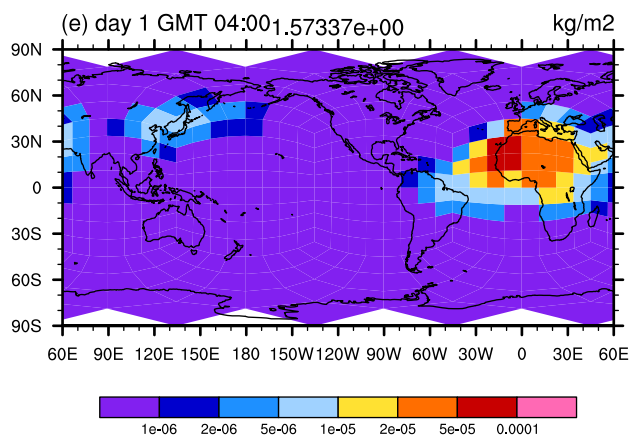 (e) day 1 GMT 04:00 1.57337e+00 kg/m2
90N
60N
30N
0
30S
60S
90S
60E 90E 120E 150E 180 150W 120W 90W 60W 30W 0 30E 60E
1e-06 2e-06 5e-06 1e-05 2e-05 5e-05 0.0001